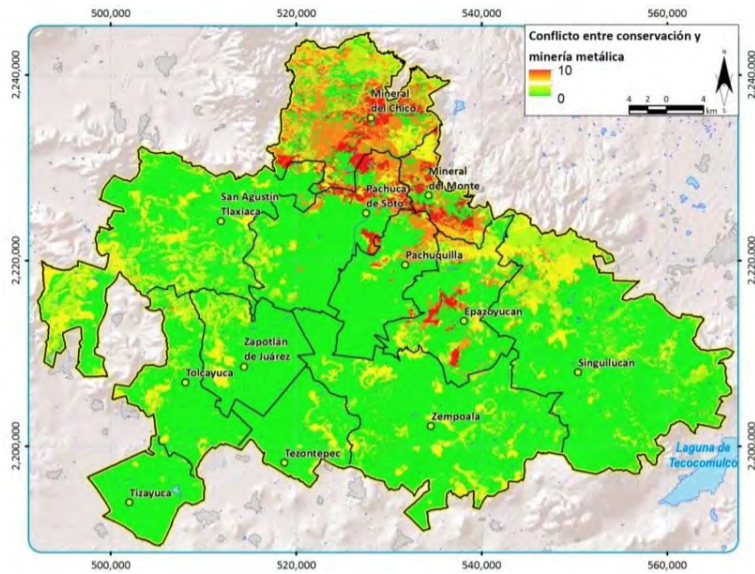 500,000 520,000 540,000 560,000
Conflicto entre conservación y
minería metálica
10
0
N
S
4 2 0 4
km
2,240,000
2,220,000
2,200,000
Mineral
del Chico
Mineral
del Monte
San Agustín
Tlaxiaca
Pachuca
de Soto
Pachuquilla
Epazoyucan
Zapotlán
de Juárez
Tolcayuca
Singuilucan
Zempoala
Tezontepec
Tizayuca
Laguna de
Tecocomulco
2,240,000
2,220,000
2,200,000
500,000 520,000 540,000 560,000